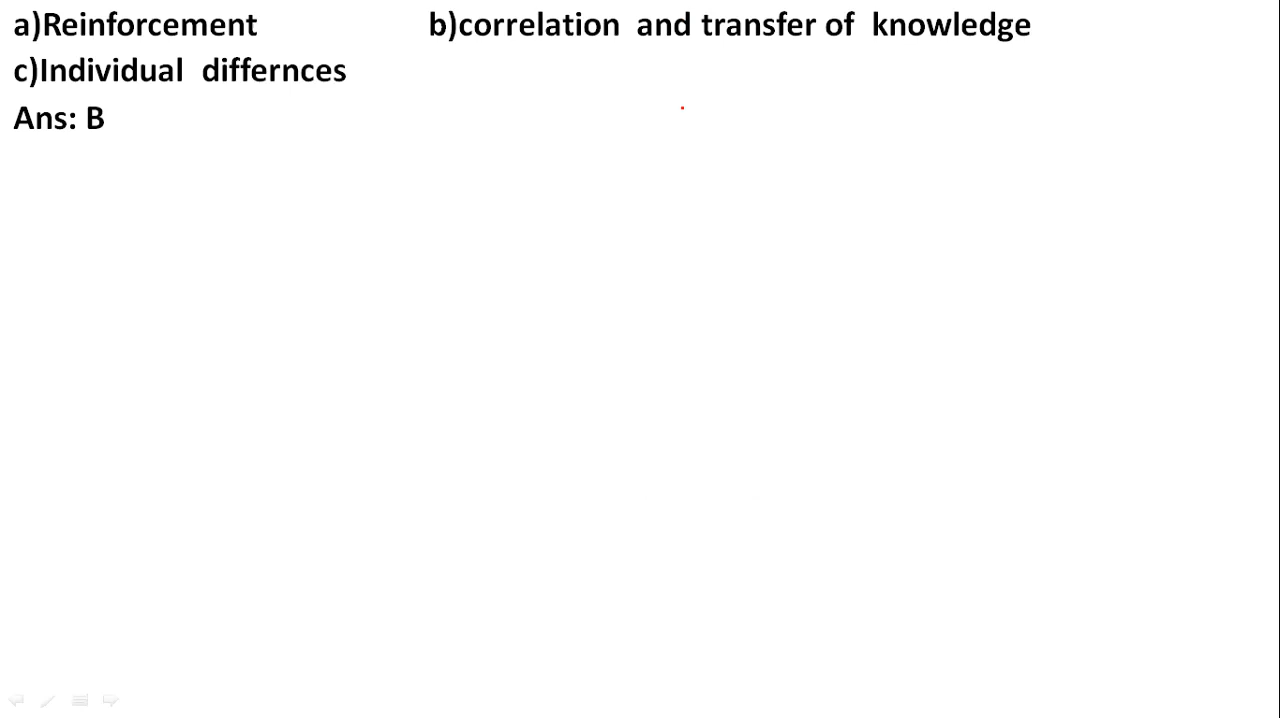 a)Reinforcement b)correlation and transfer of knowledge
c)Individual differnces
Ans: B